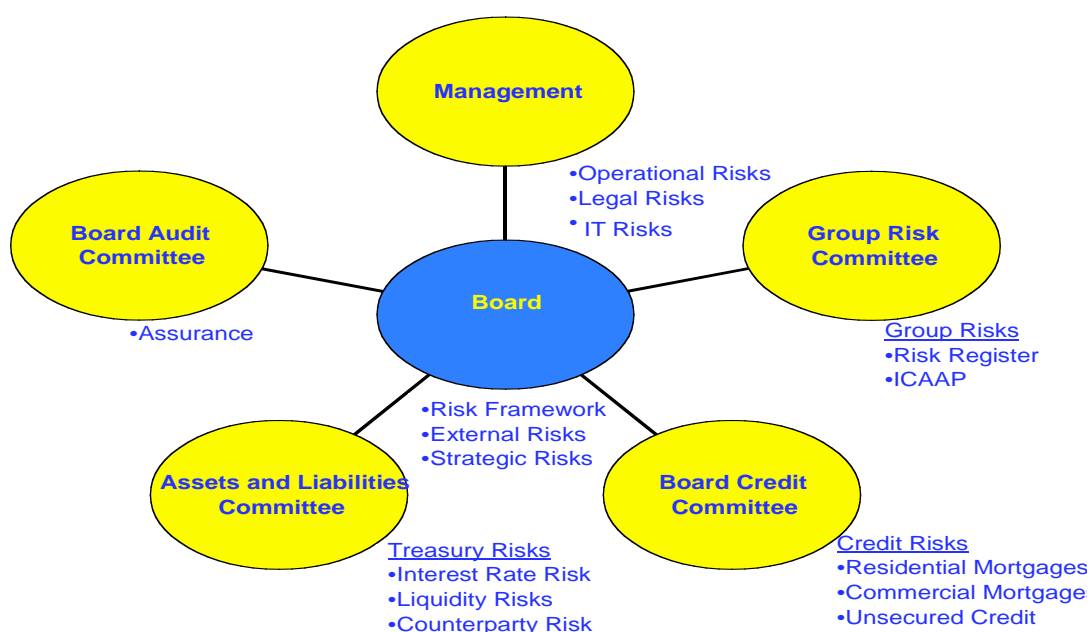 Management
•Operational Risks
•Legal Risks
• IT Risks
Board Audit
Committee
•Assurance
Group Risk
Committee
Group Risks
•Risk Register
•ICAAP
Board
•Risk Framework
•External Risks
•Strategic Risks
Assets and Liabilities
Committee
Treasury Risks
•Interest Rate Risk
•Liquidity Risks
•Counterparty Risk
Board Credit
Committee
Credit Risks
•Residential Mortgages
•Commercial Mortgages
•Unsecured Credit